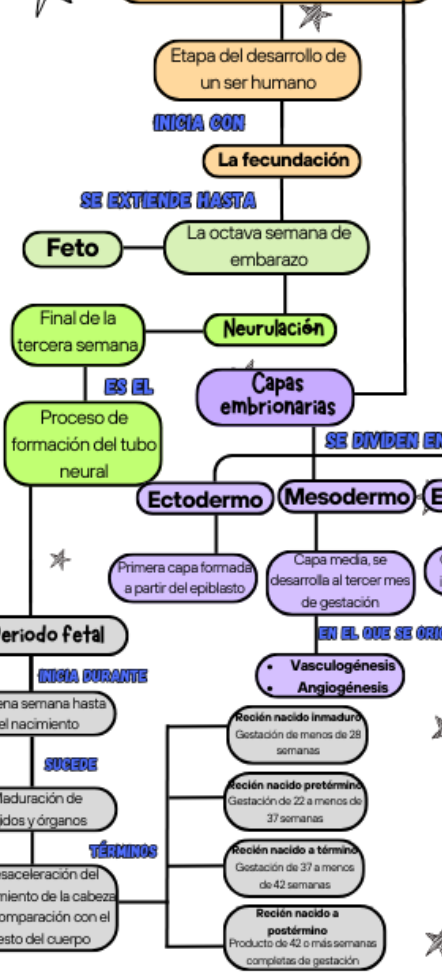 Etapa del desarrollo de
un ser humano
INICIA CON
La fecundación
SE EXTIENDE HASTA
La octava semana de
embarazo
Feto
Neurulación
Final de la
tercera semana
ES EL
Proceso de
formación del tubo
neural
Capas
embrionarias
SE DIVIDEN EN
Ectodermo
Mesodermo
E
Primera capa formada
a partir del epiblasto
Capa media, se
desarrolla al tercer mes
de gestación
EN EL QUE SE ORI
• Vasculogénesis
• Angiogénesis
eriodo fetal
INICIA DURANTE
ena semana hasta
el nacimiento
SUCEDE
Maduración de
idos y órganos
TÉRMINOS
esaceleración del
miento de la cabeza
omparación con el
esto del cuerpo
Recién nacido inmaduro
Gestación de menos de 28
semanas
Recién nacido pretérmino
Gestación de 22 a menos de
37 semanas
Recién nacido a término
Gestación de 37 a menos
de 42 semanas
Recién nacido a
postérmino
Producto de 42 o más semanas
completas de gestación